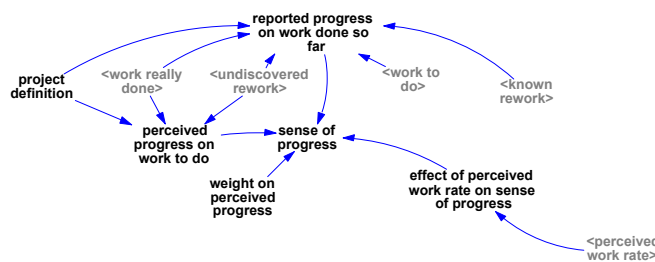 reported progress
on work done so
far
project
definition
<work really
done>
<undiscovered
rework>
<work to
do>
<known
rework>
perceived
progress on
work to do
sense of
progress
weight on
perceived
progress
effect of perceived
work rate on sense
of progress
<perceived
work rate>